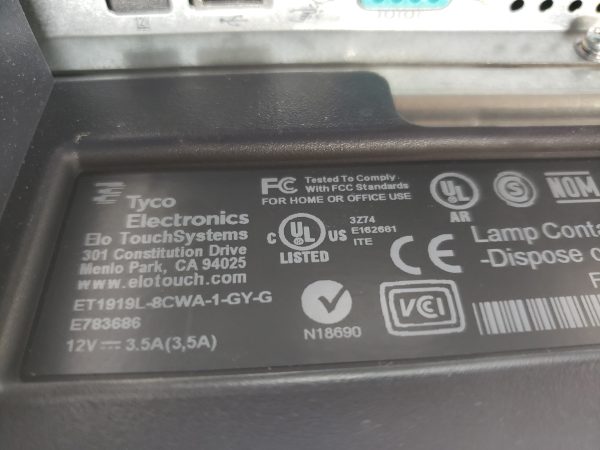 Tyco
Electronics
Elo TouchSystems
301 Constitution Drive
Menlo Park, CA 94025
www.elotouch.com
ET1919L-8CWA-1-GY-G
E783686
12V 3.5A(3,5A)
FC Tested To Comply
With FCC Standards
FOR HOME OR OFFICE USE
C UL US
LISTED
3Z74
E162661
ITE
N18690
UL
AR
S
NOM
CE
VCI
Lamp Conta
-Dispose